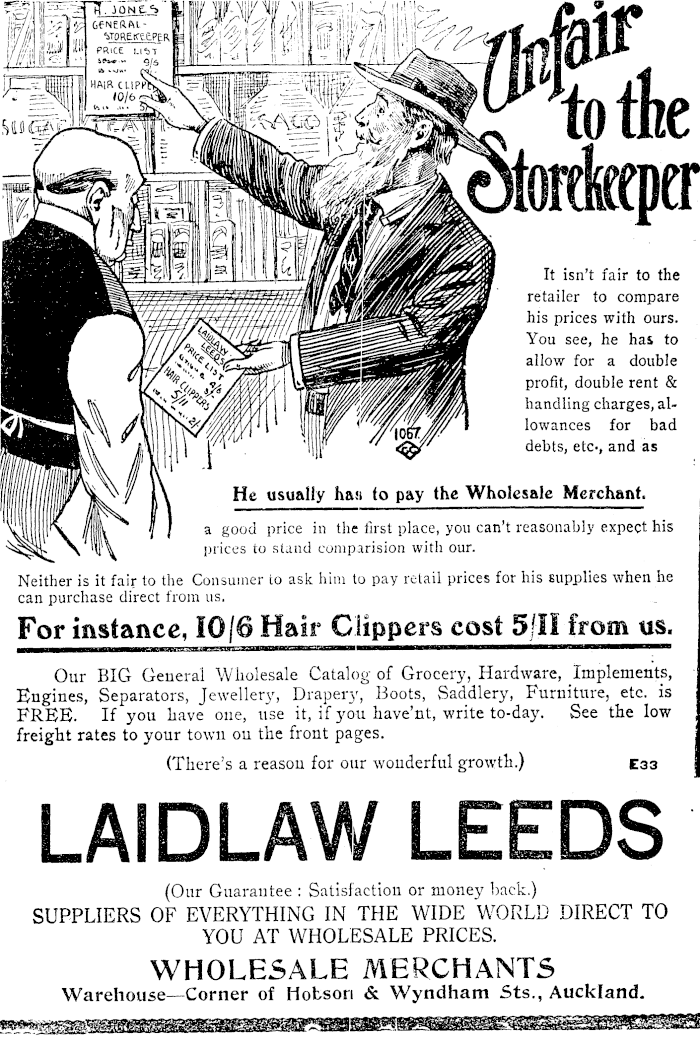 H. JONES
GENERAL-
STOREKEEPER
PRICE LIST
9/6
HAIR CLIPPE
10/6
SUGAR
TEA
SAGO
Unfair
to the
Storekeeper
LAIDLAW
LEEDS
PRICE LIST
4/6
HAIR CLIPPERS
5/11
2/-
1067.
GC
It isn't fair to the
retailer to compare
his prices with ours.
You see, he has to
allow for a double
profit, double rent &
handling charges, al-
lowances for bad
debts, etc., and as
He usually has to pay the Wholesale Merchant.
a good price in the first place, you can't reasonably expect his
prices to stand comparision with our.
Neither is it fair to the Consumer to ask him to pay retail prices for his supplies when he
can purchase direct from us.
For instance, 10/6 Hair Clippers cost 5/11 from us.
Our BIG General Wholesale Catalog of Grocery, Hardware, Implements,
Engines, Separators, Jewellery, Drapery, Boots, Saddlery, Furniture, etc. is
FREE. If you have one, use it, if you have'nt, write to-day. See the low
freight rates to your town on the front pages.
(There's a reason for our wonderful growth.)
E33
LAIDLAW LEEDS
(Our Guarantee : Satisfaction or money back.)
SUPPLIERS OF EVERYTHING IN THE WIDE WORLD DIRECT TO
YOU AT WHOLESALE PRICES.
WHOLESALE MERCHANTS
Warehouse—Corner of Hobson & Wyndham Sts., Auckland.